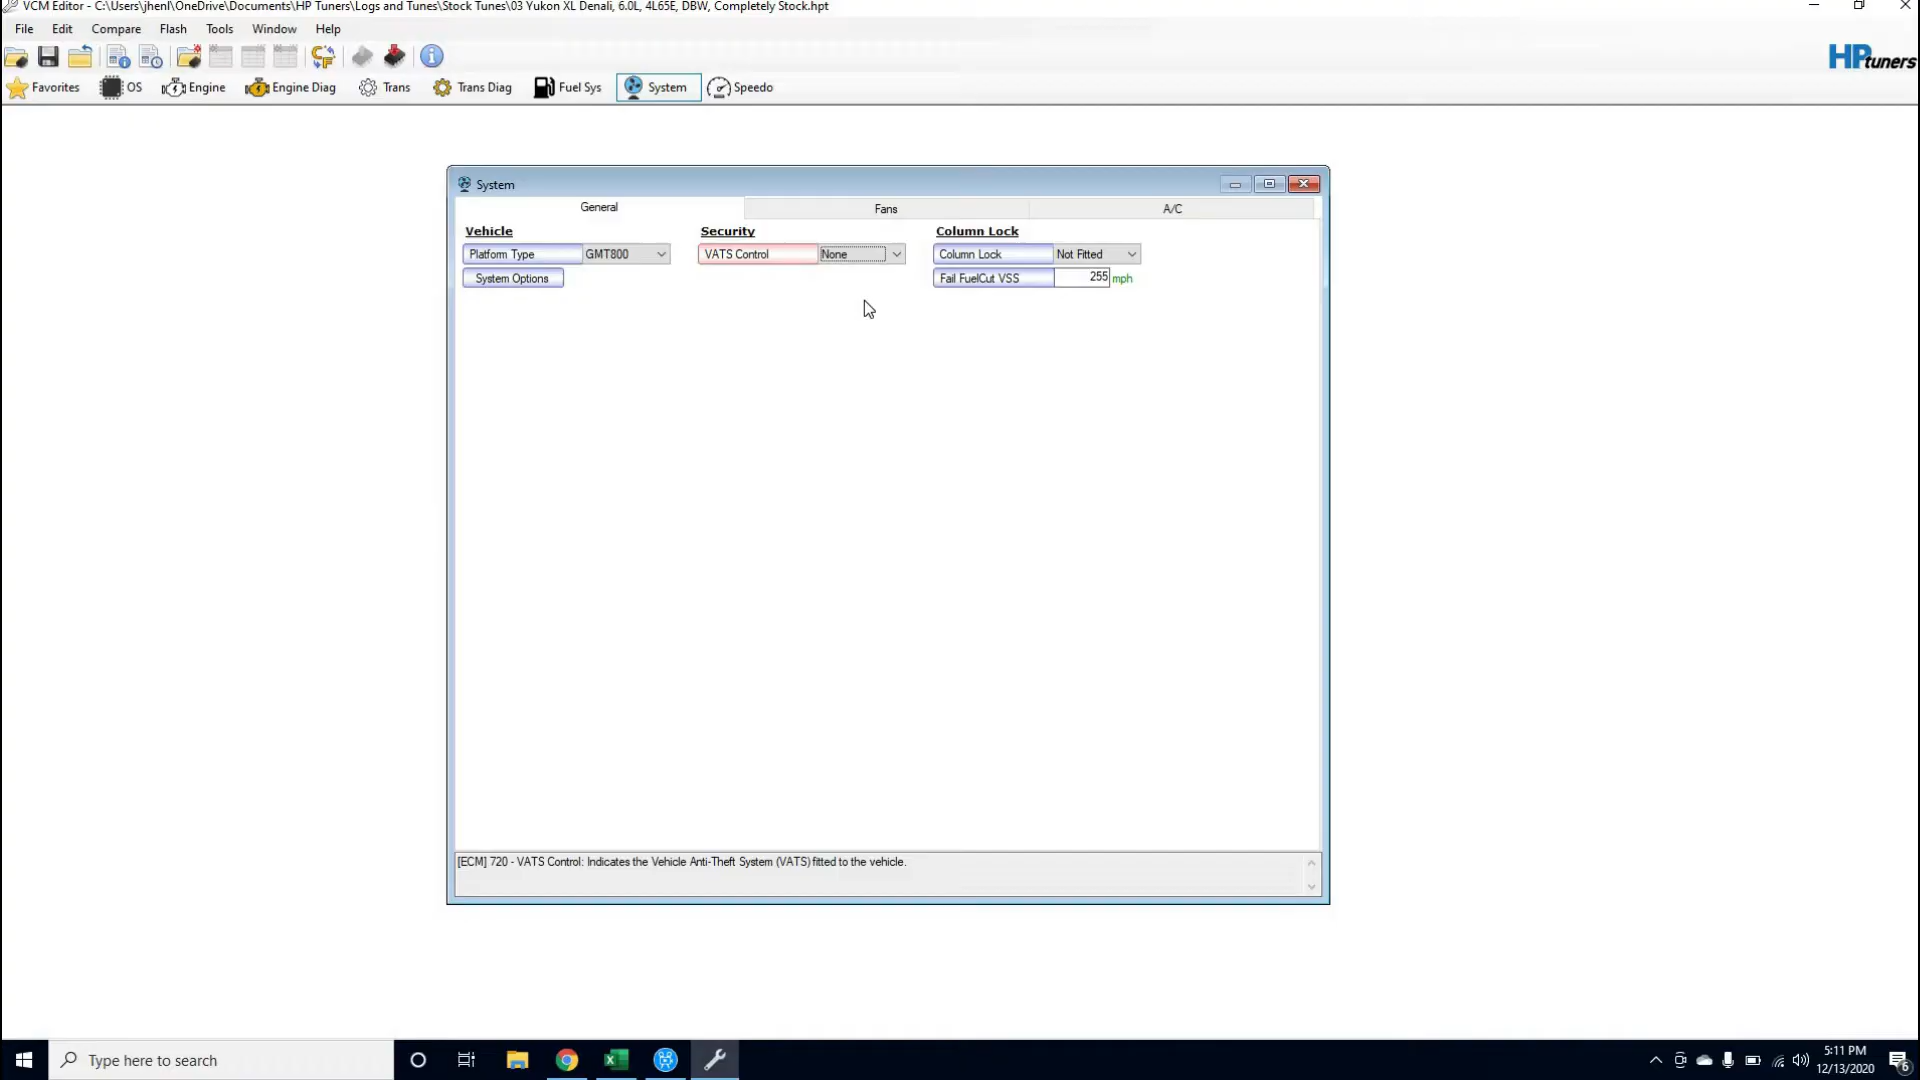 VCM Editor - C:\Users\jhenl\OneDrive\Documents\HP Tuners\Logs and Tunes\Stock Tunes\03 Yukon XL Denali, 6.0L, 4L65E, DBW, Completely Stock.hpt
File Edit Compare Flash Tools Window Help
HPtuners
Favorites OS Engine Engine Diag Trans Trans Diag Fuel Sys System Speedo
System
General Fans A/C
Vehicle Security Column Lock
Platform Type GMT800 VATS Control None Column Lock Not Fitted
System Options Fail FuelCut VSS 255 mph
[ECM] 720 - VATS Control: Indicates the Vehicle Anti-Theft System (VATS) fitted to the vehicle.
Type here to search
5:11 PM
12/13/2020
6